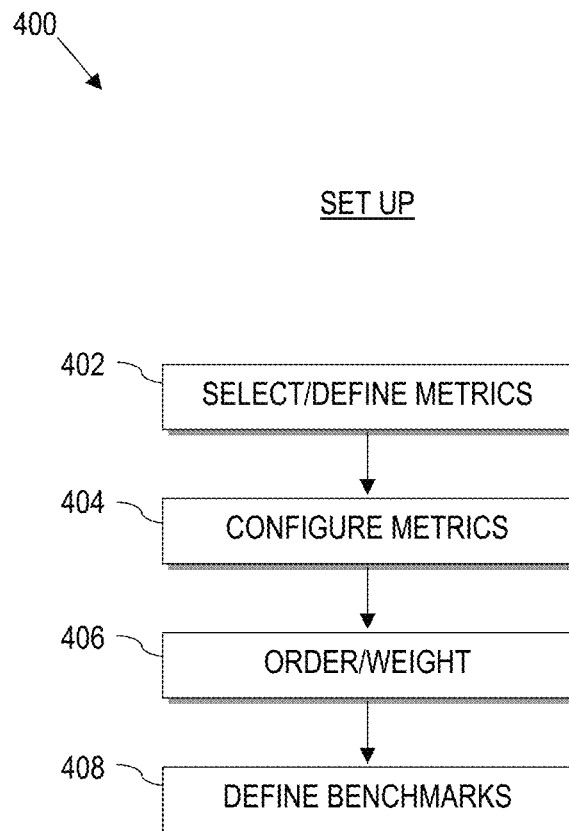 400
SET UP
402
SELECT/DEFINE METRICS
404
CONFIGURE METRICS
406
ORDER/WEIGHT
408
DEFINE BENCHMARKS